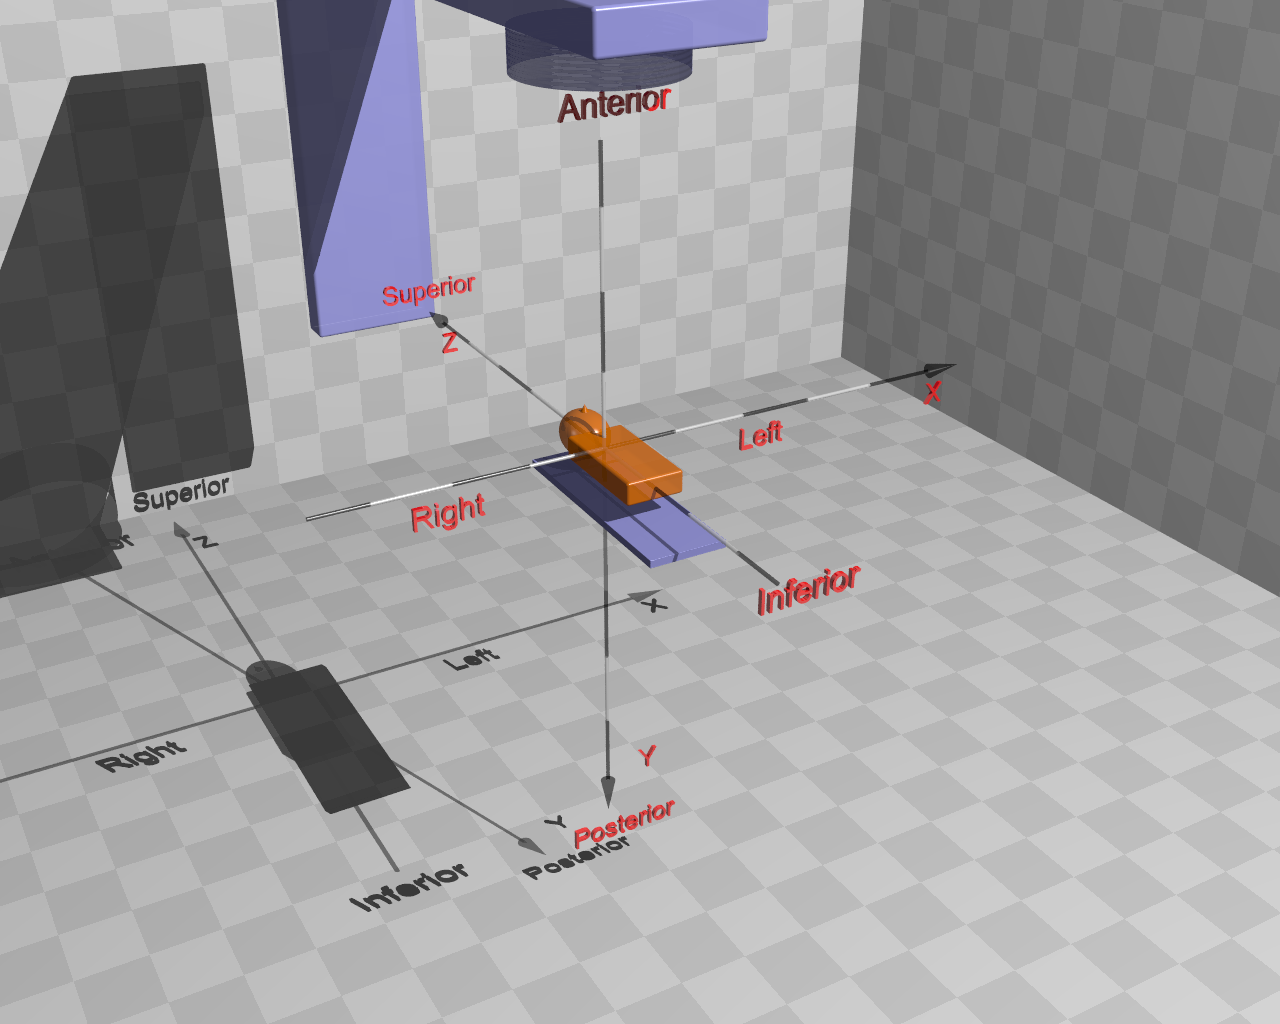 Anterior
Superior
Z
X
Left
Right
Superior
Z
Inferior
X
Left
Right
Y
Y
Posterior
Posterior
Inferior